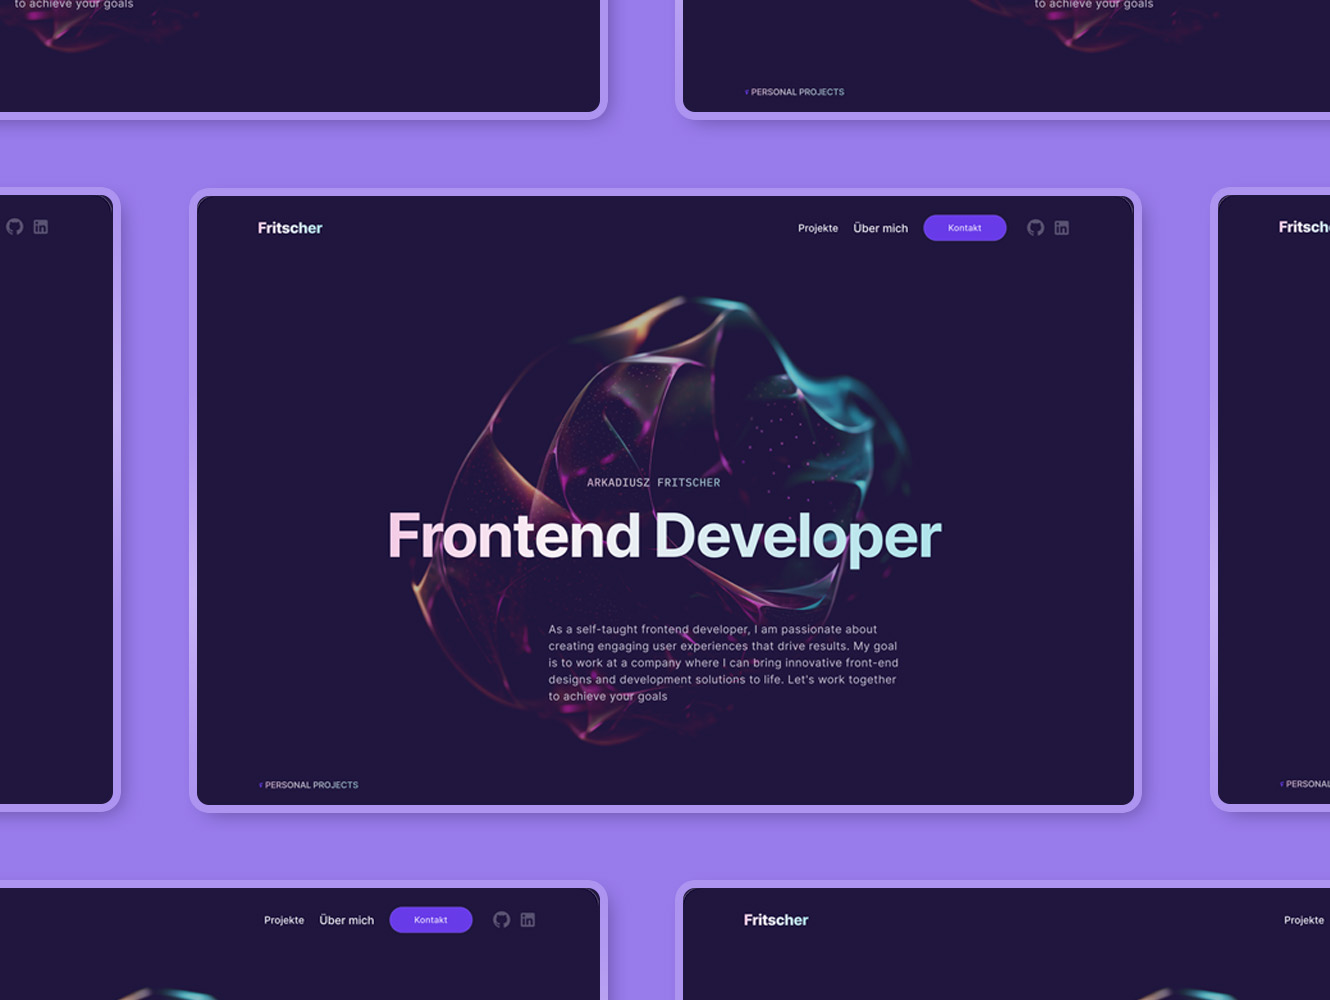 to achieve your goals
to achieve your goals
PERSONAL PROJECTS
Fritscher
Projekte Über mich Kontakt
ARKADIUSZ FRITSCHER
Frontend Developer
As a self-taught frontend developer, I am passionate about
creating engaging user experiences that drive results. My goal
is to work at a company where I can bring innovative front-end
designs and development solutions to life. Let's work together
to achieve your goals
PERSONAL PROJECTS
Fritsch
PERSONAL
Projekte Über mich Kontakt
Fritscher
Projekte